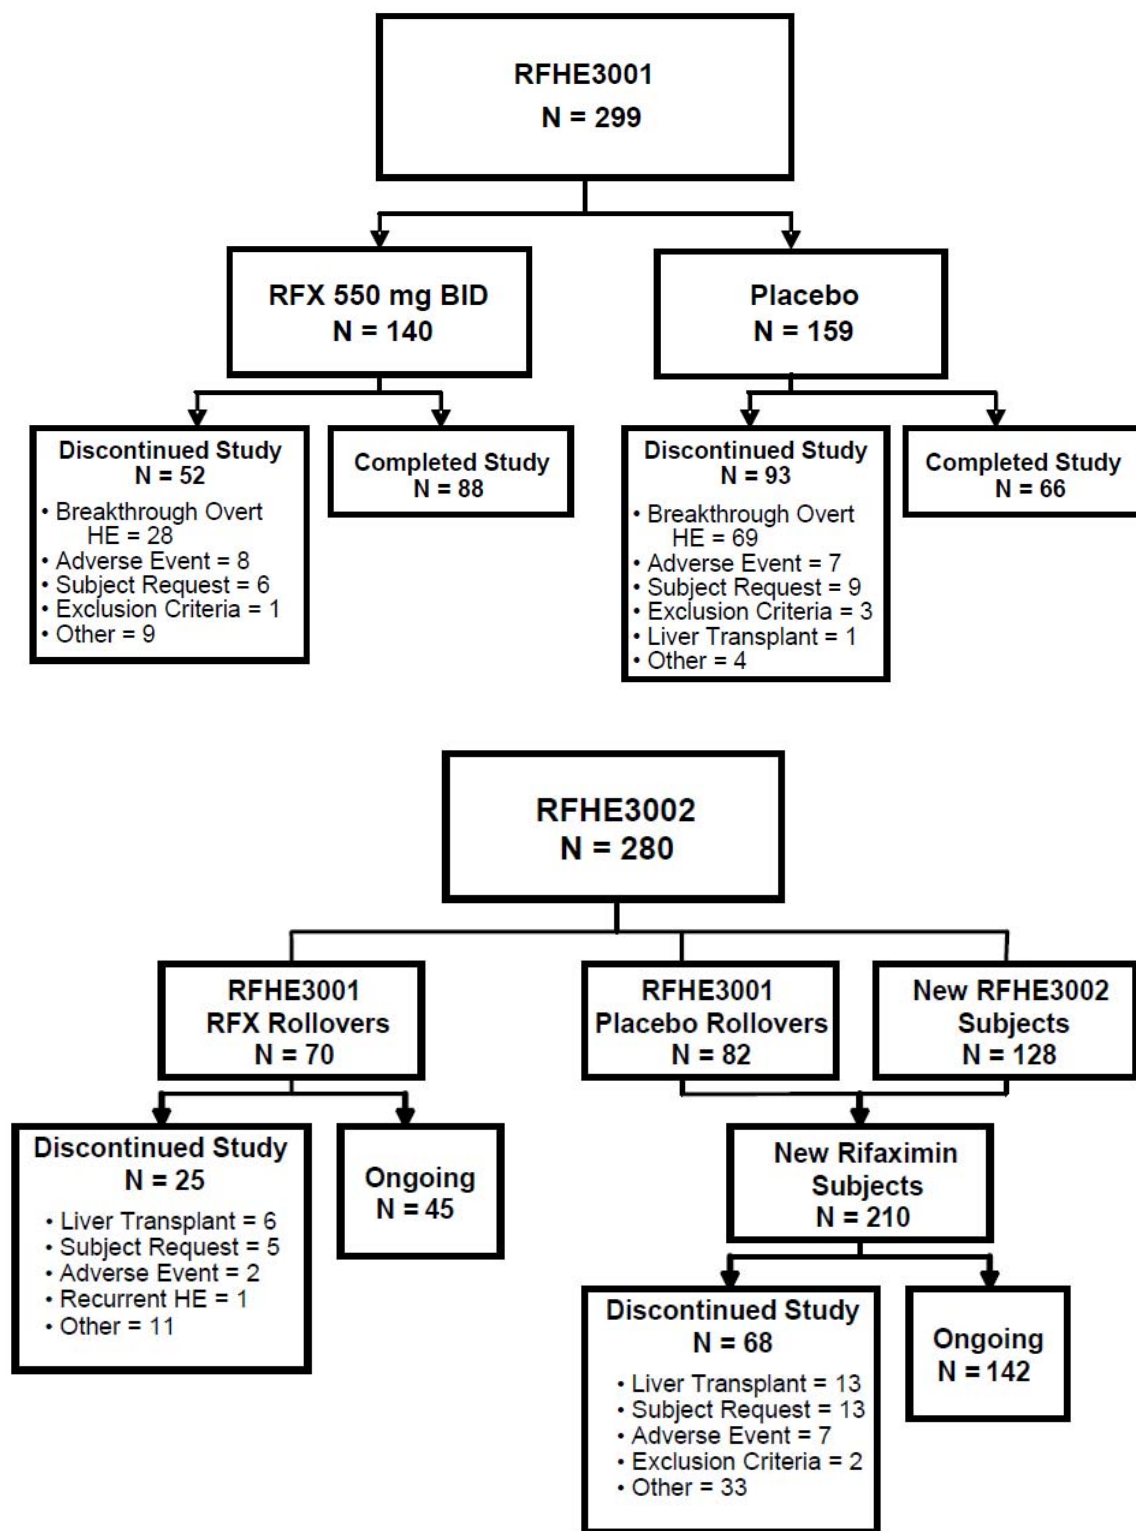 RFHE3001
N = 299
RFX 550 mg BID
N = 140
Placebo
N = 159
Discontinued Study
N = 52
• Breakthrough Overt
HE = 28
• Adverse Event = 8
• Subject Request = 6
• Exclusion Criteria = 1
• Other = 9
Completed Study
N = 88
Discontinued Study
N = 93
• Breakthrough Overt
HE = 69
• Adverse Event = 7
• Subject Request = 9
• Exclusion Criteria = 3
• Liver Transplant = 1
• Other = 4
Completed Study
N = 66
RFHE3002
N = 280
RFHE3001
RFX Rollovers
N = 70
RFHE3001
Placebo Rollovers
N = 82
New RFHE3002
Subjects
N = 128
Discontinued Study
N = 25
• Liver Transplant = 6
• Subject Request = 5
• Adverse Event = 2
• Recurrent HE = 1
• Other = 11
Ongoing
N = 45
New Rifaximin
Subjects
N = 210
Discontinued Study
N = 68
• Liver Transplant = 13
• Subject Request = 13
• Adverse Event = 7
• Exclusion Criteria = 2
• Other = 33
Ongoing
N = 142